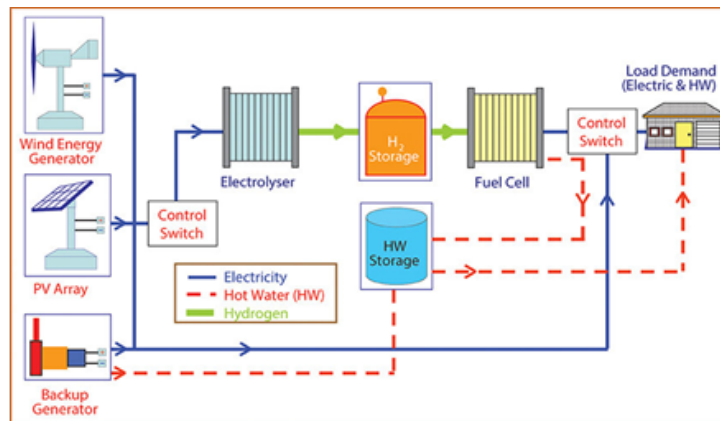 Wind Energy
Generator
PV Array
Backup
Generator
Control
Switch
Electrolyser
H₂
Storage
Fuel Cell
HW
Storage
Control
Switch
Load Demand
(Electric & HW)
Electricity
Hot Water (HW)
Hydrogen